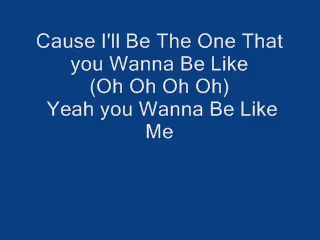 Cause I'll Be The One That
you Wanna Be Like
(Oh Oh Oh Oh)
Yeah you Wanna Be Like
Me